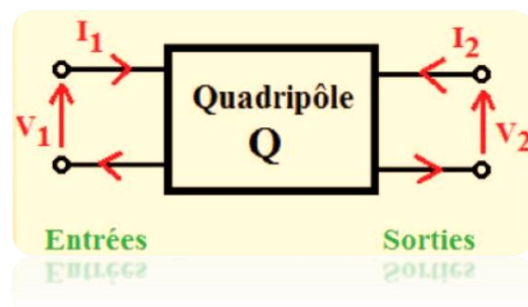 I₁
I₂
Quadripôle
Q
V₁
V₂
Entrées
Sorties